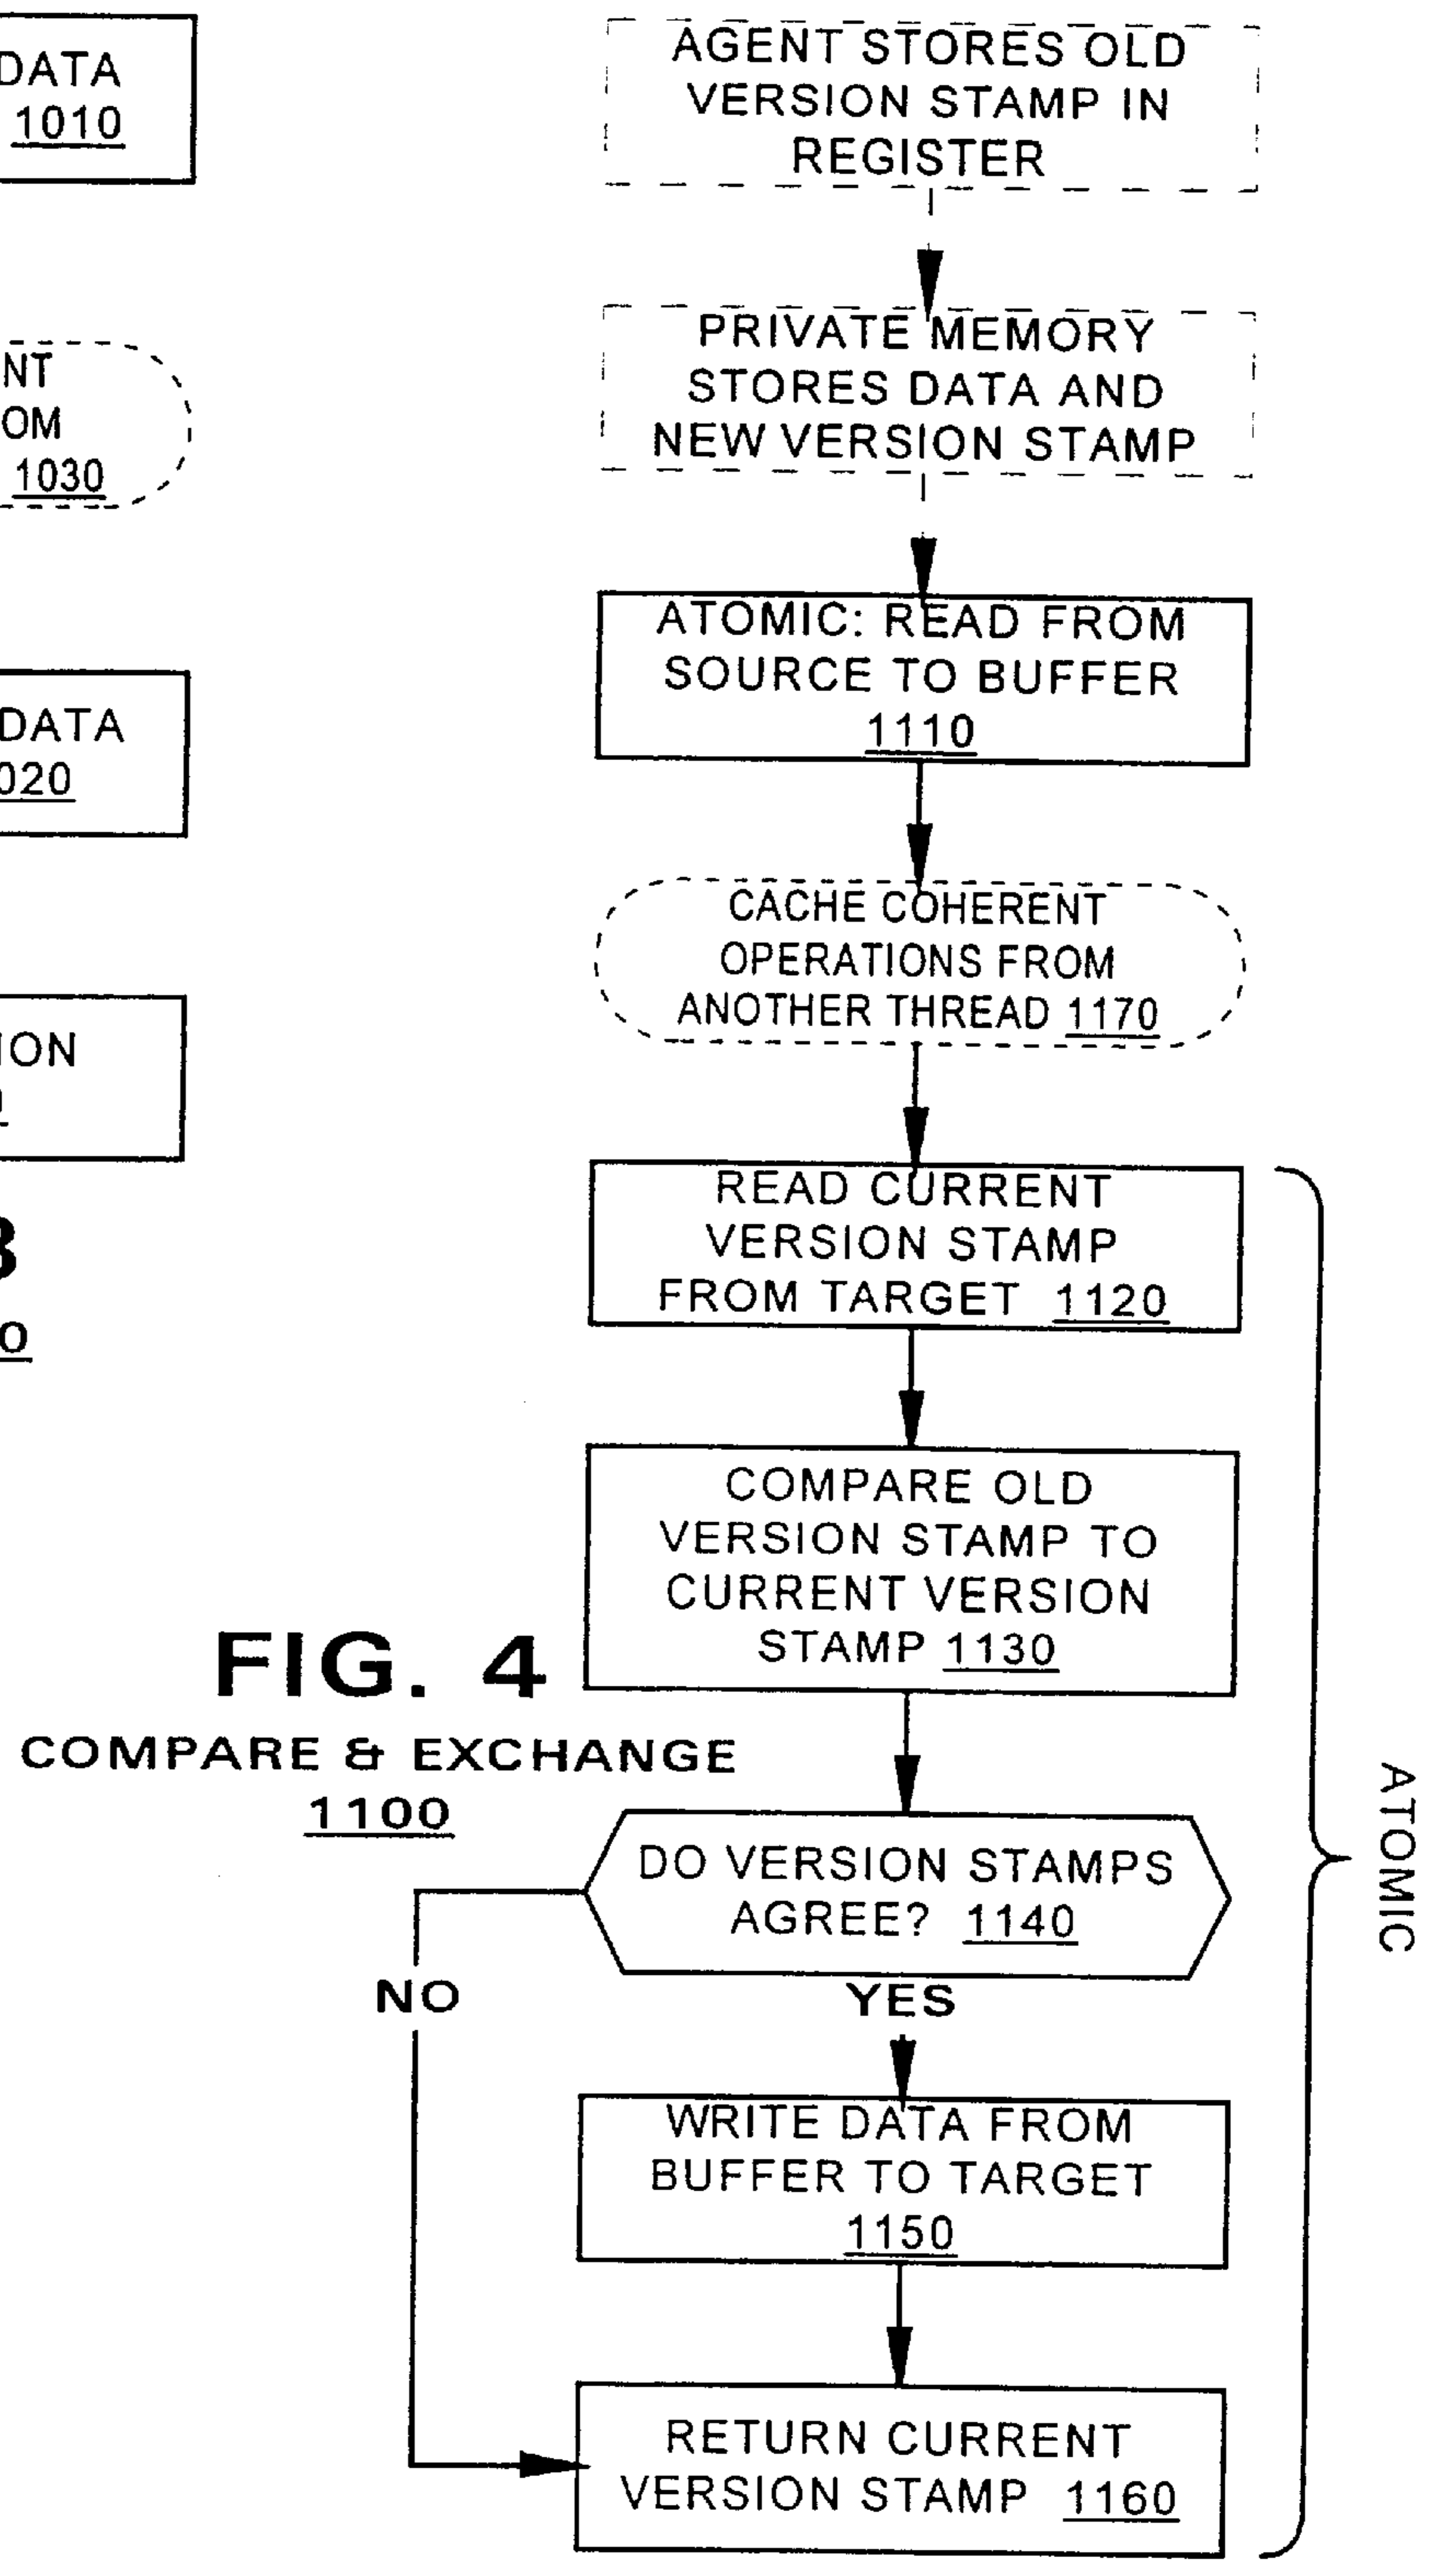 DATA
1010
NT
OM
1030
DATA
020
ION
AGENT STORES OLD
VERSION STAMP IN
REGISTER
PRIVATE MEMORY
STORES DATA AND
NEW VERSION STAMP
ATOMIC: READ FROM
SOURCE TO BUFFER
1110
CACHE COHERENT
OPERATIONS FROM
ANOTHER THREAD 1170
READ CURRENT
VERSION STAMP
FROM TARGET 1120
COMPARE OLD
VERSION STAMP TO
CURRENT VERSION
STAMP 1130
FIG. 4
COMPARE & EXCHANGE
1100
DO VERSION STAMPS
AGREE? 1140
NO
YES
WRITE DATA FROM
BUFFER TO TARGET
1150
RETURN CURRENT
VERSION STAMP 1160
ATOMIC